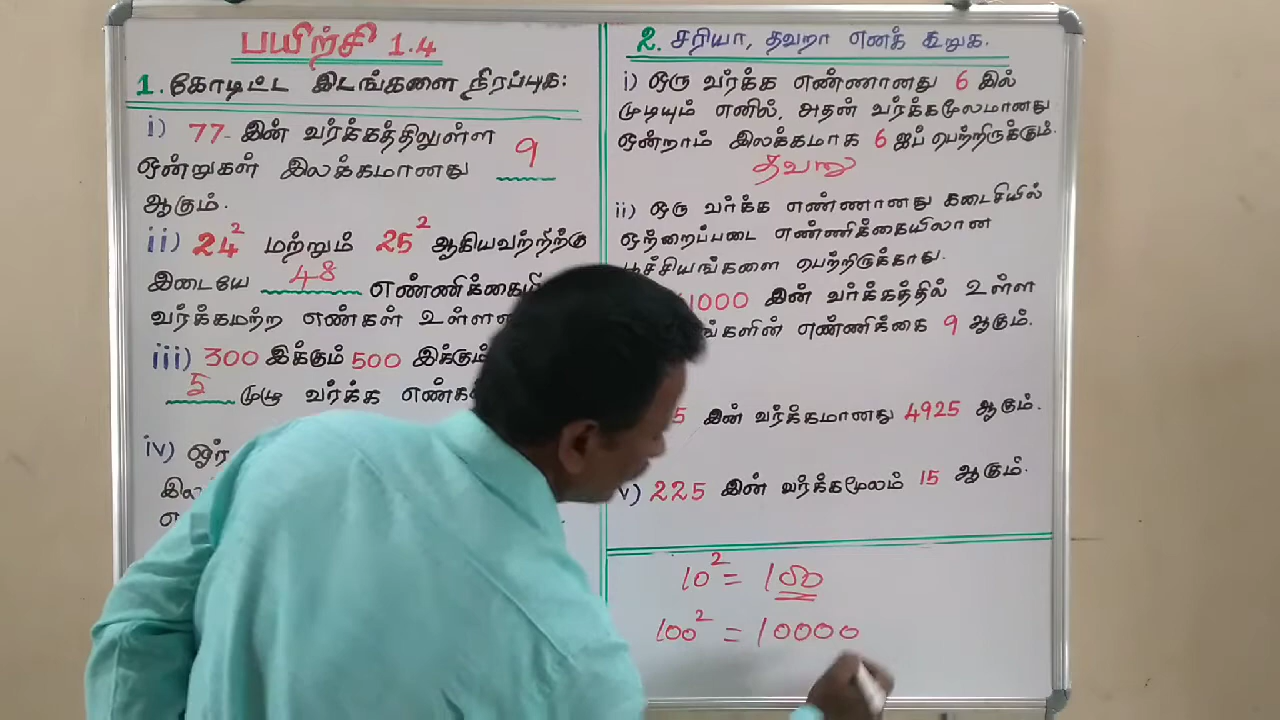 பயிற்சி 1.4
1. கோடிட்ட இடங்களை நிரப்புக:
i) 77-இன் வர்க்கத்திலுள்ள
ஒன்றுகள் இலக்கமானது 9
ஆகும்.
ii) 24² மற்றும் 25² ஆகியவற்றிற்கு
இடையே 48 எண்ணிக்கையி
வர்க்கமற்ற எண்கள்
iii) 300 இக்கும் 500 இக்கும்
5 முழு வர்க்க
iv) ஓர்
2. சரியா, தவறா எனக் கூறுக.
i) ஒரு வர்க்க எண்ணானது 6 இல்
முடியும் எனில், அதன் வர்க்கமூலமானது
ஒன்றாம் இலக்கமாக 6 ஐப் பெற்றிருக்கும்.
தவறு
ii) ஒரு வர்க்க எண்ணானது கடைசியில்
ஒற்றைப்படை எண்ணிக்கையிலான
பூச்சியங்களை பெற்றிருக்காது.
1000 இன் வர்க்கத்தில் உள்ள
ங்களின் எண்ணிக்கை 9 ஆகும்.
5 இன் வர்க்கமானது 4925 ஆகும்.
v) 225 இன் வர்க்கமூலம் 15 ஆகும்.
10² = 100
100² = 10000